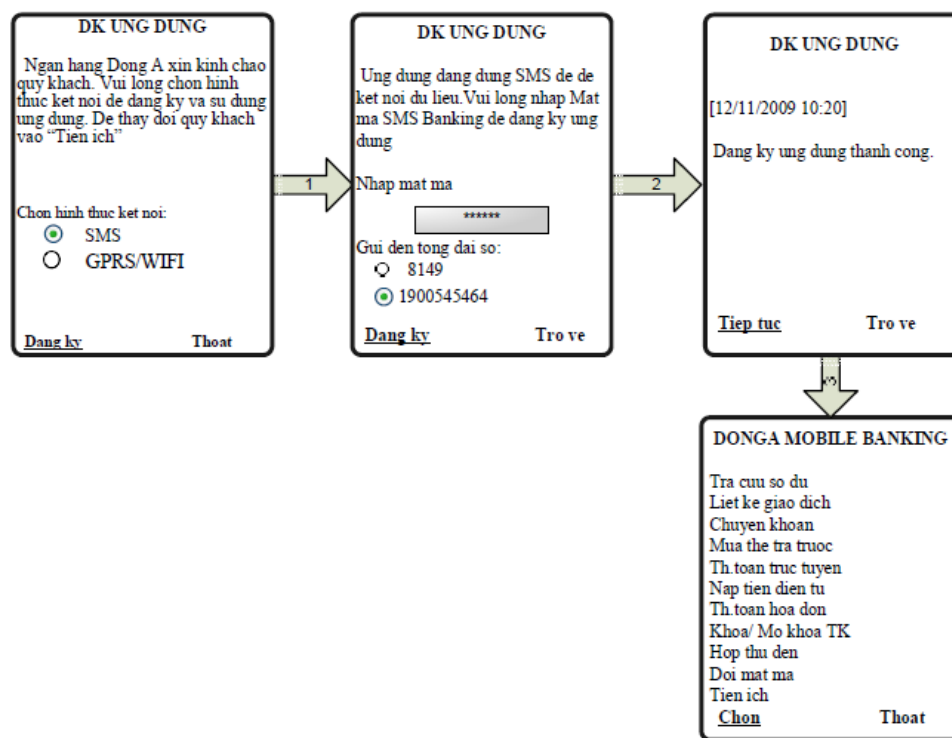 DK UNG DUNG
Ngan hang Dong A xin kinh chao
quy khach. Vui long chon hinh
thuc ket noi de dang ky va su dung
ung dung. De thay doi quy khach
vao “Tien ich”
Chon hinh thuc ket noi:
SMS
GPRS/WIFI
Dang ky Thoat
1
DK UNG DUNG
Ung dung dang dung SMS de de
ket noi du lieu.Vui long nhap Mat
ma SMS Banking de dang ky ung
dung
Nhap mat ma
******
Gui den tong dai so:
8149
1900545464
Dang ky Tro ve
2
DK UNG DUNG
[12/11/2009 10:20]
Dang ky ung dung thanh cong.
Tiep tuc Tro ve
3
DONGA MOBILE BANKING
Tra cuu so du
Liet ke giao dich
Chuyen khoan
Mua the tra truoc
Th.toan truc tuyen
Nap tien dien tu
Th.toan hoa don
Khoa/ Mo khoa TK
Hop thu den
Doi mat ma
Tien ich
Chon Thoat